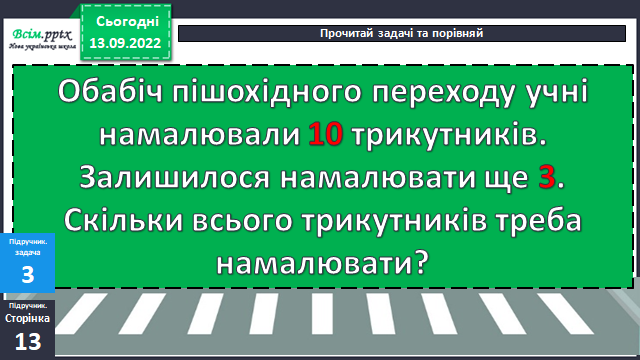 Всім.pptx
Нова українська школа
Сьогодні
13.09.2022
Прочитай задачі та порівняй
Обабіч пішохідного переходу учні
намалювали 10 трикутників.
Залишилося намалювати ще 3.
Скільки всього трикутників треба
намалювати?
Підручник.
задача
3
Підручник.
Сторінка
13